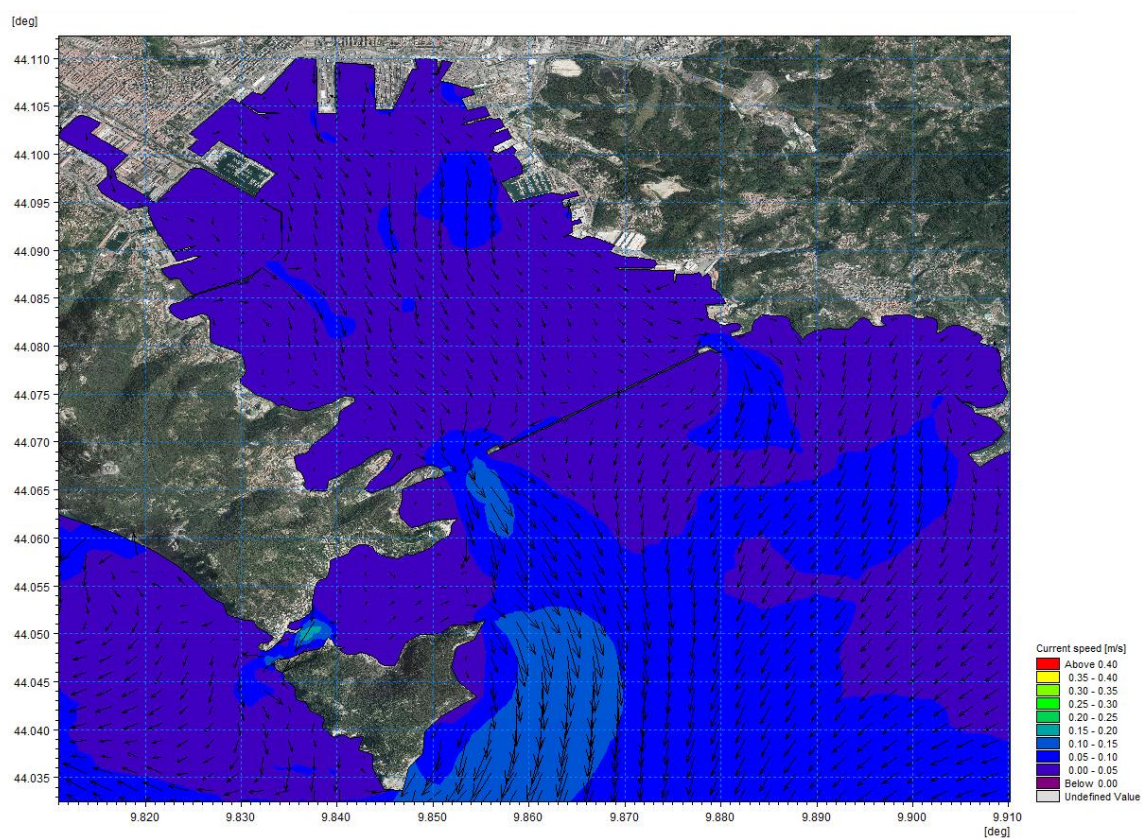 [deg]
44.110
44.105
44.100
44.095
44.090
44.085
44.080
44.075
44.070
44.065
44.060
44.055
44.050
44.045
44.040
44.035
Current speed [m/s]
Above 0.40
0.35 - 0.40
0.30 - 0.35
0.25 - 0.30
0.20 - 0.25
0.15 - 0.20
0.10 - 0.15
0.05 - 0.10
0.00 - 0.05
Below 0.00
Undefined Value
9.820 9.830 9.840 9.850 9.860 9.870 9.880 9.890 9.900 9.910
[deg]